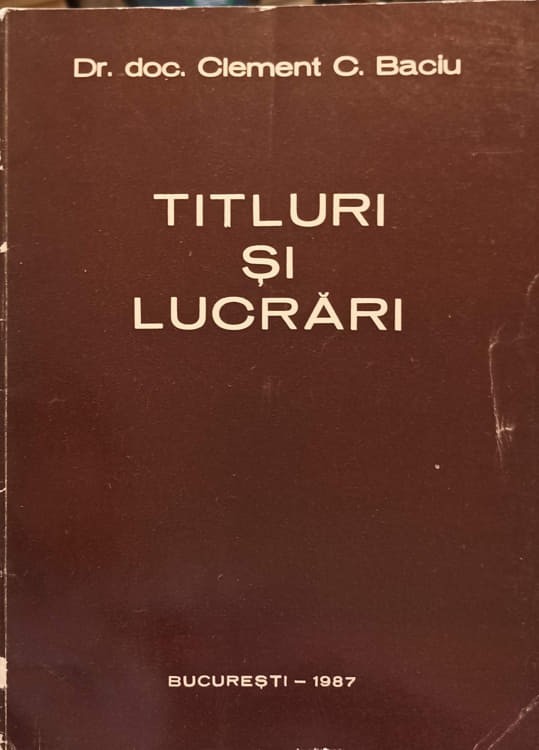 Dr. doc. Clement C. Baciu
TITLURI
ȘI
LUCRĂRI
BUCUREȘTI – 1987